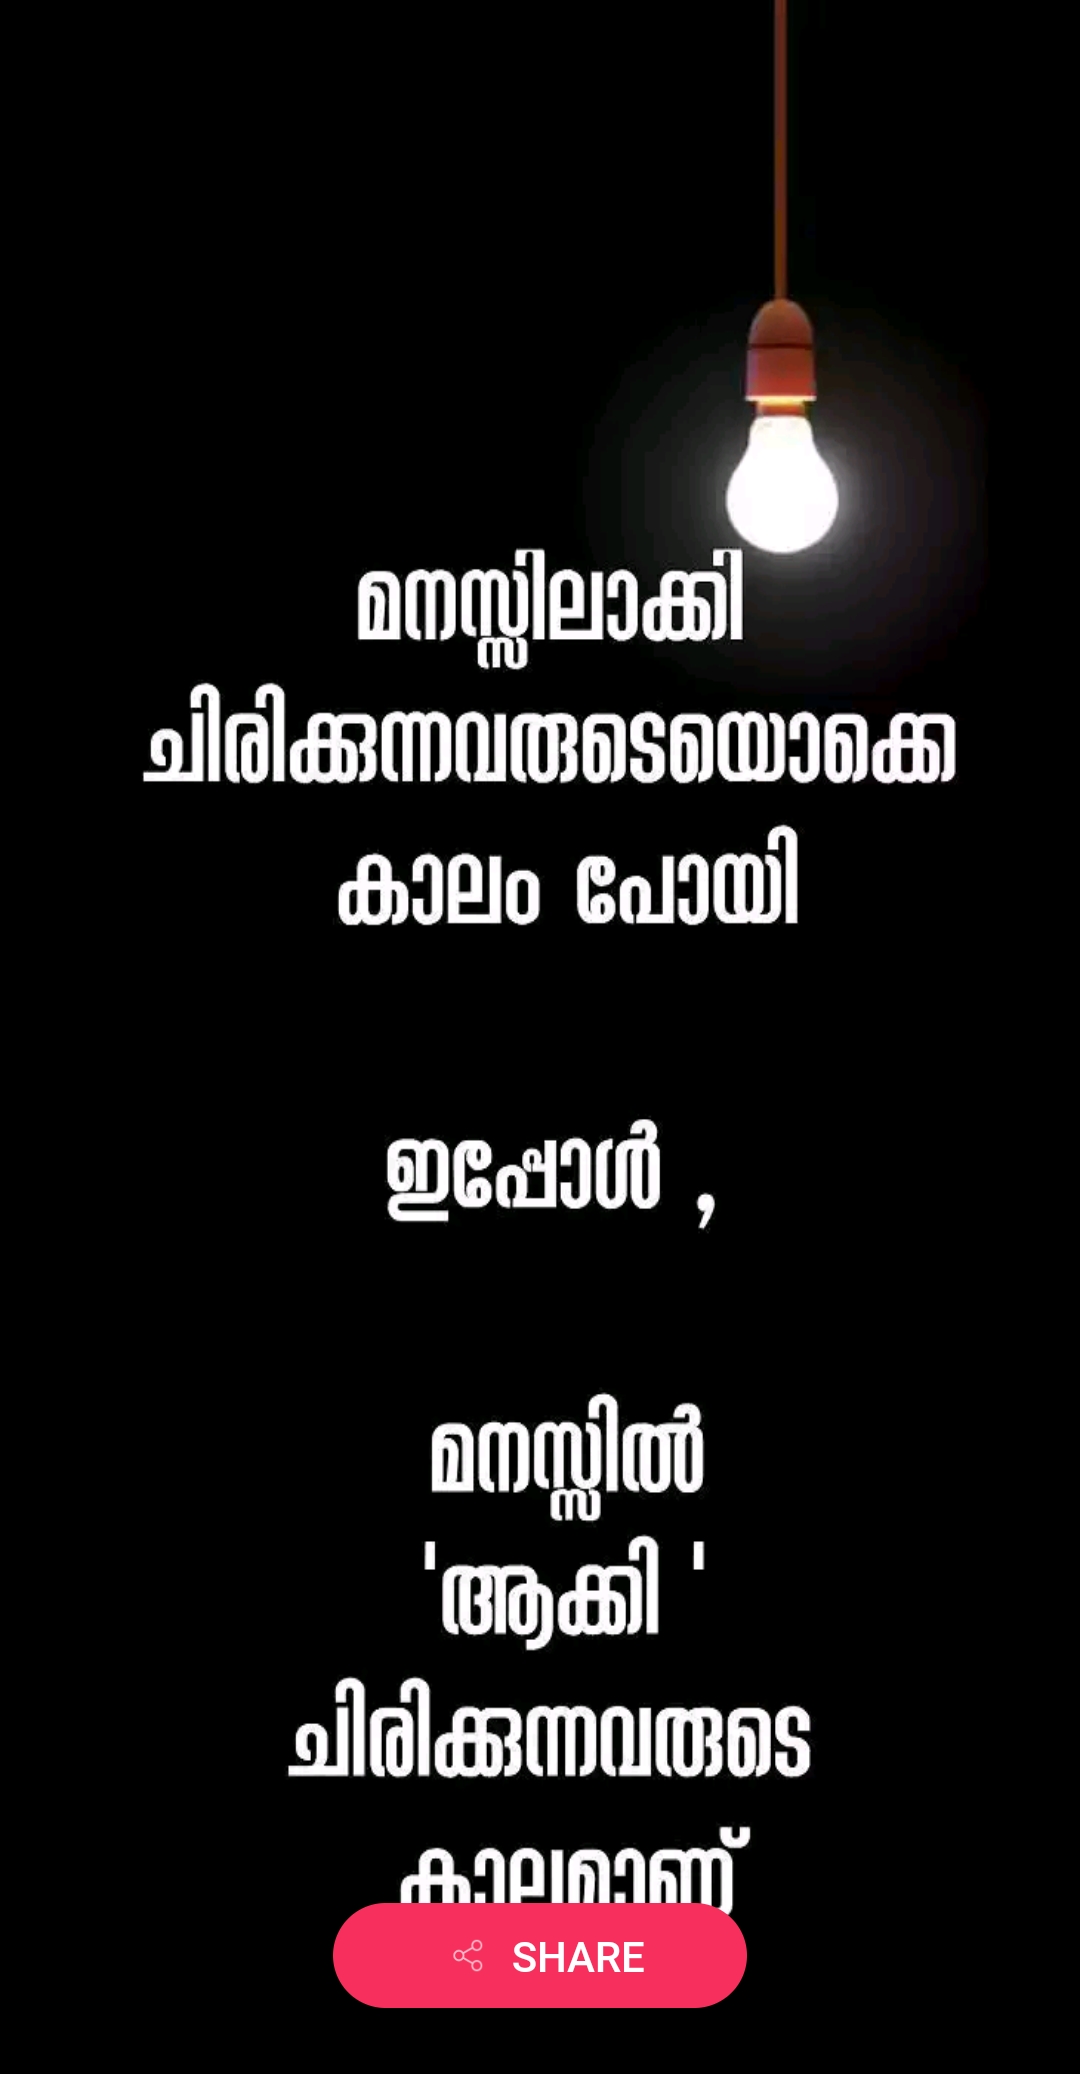 മനസ്സിലാക്കി
ചിരിക്കുന്നവരുടെയൊക്കെ
കാലം പോയി
ഇപ്പോൾ ,
മനസ്സിൽ
'ആക്കി '
ചിരിക്കുന്നവരുടെ
കാലമാണ്
SHARE